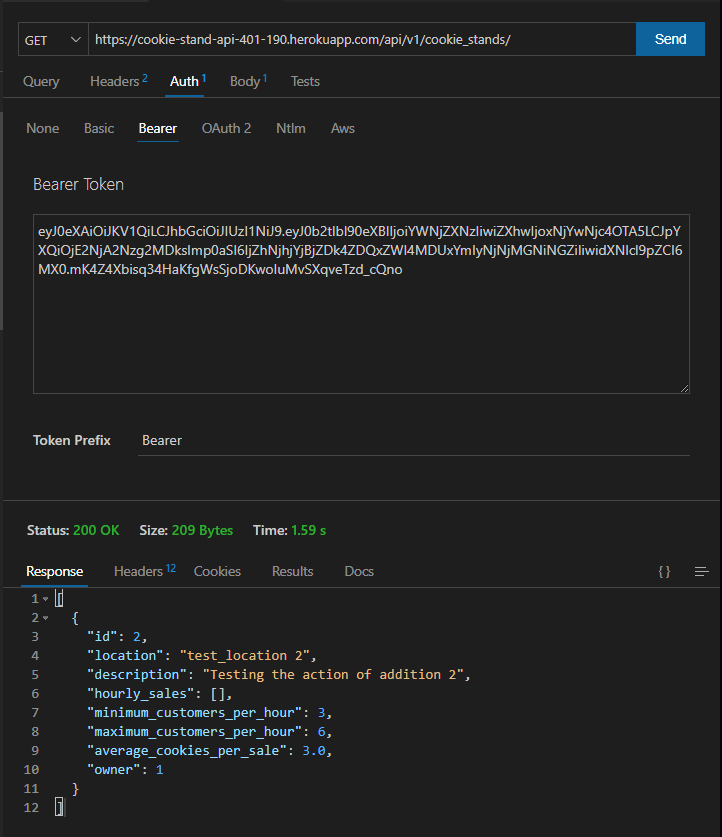 GET https://cookie-stand-api-401-190.herokuapp.com/api/v1/cookie_stands/ Send
Query Headers 2 Auth 1 Body 1 Tests
None Basic Bearer OAuth 2 Ntlm Aws
Bearer Token
eyJ0eXAiOiJKV1QiLCJhbGciOiJIUzI1NiJ9.eyJ0b2tlbl90eXBlIjoiYWNjZXNzIiwiZXhwIjoxNjYwNjc4OTA5LCJpY
XQiOjE2NjA2Nzg2MDksImp0aSI6IjZhNjhjYjBjZDk4ZDQxZWI4MDUxYmIyNjNjMGNiNGZiIiwidXNlcl9pZCI6
MX0.mK4Z4Xbisq34HaKfgWsSjoDKwoIuMvSXqveTzd_cQno
Token Prefix Bearer
Status: 200 OK Size: 209 Bytes Time: 1.59 s
Response Headers 12 Cookies Results Docs { }
1 [
2 {
3 "id": 2,
4 "location": "test_location 2",
5 "description": "Testing the action of addition 2",
6 "hourly_sales": [],
7 "minimum_customers_per_hour": 3,
8 "maximum_customers_per_hour": 6,
9 "average_cookies_per_sale": 3.0,
10 "owner": 1
11 }
12 ]